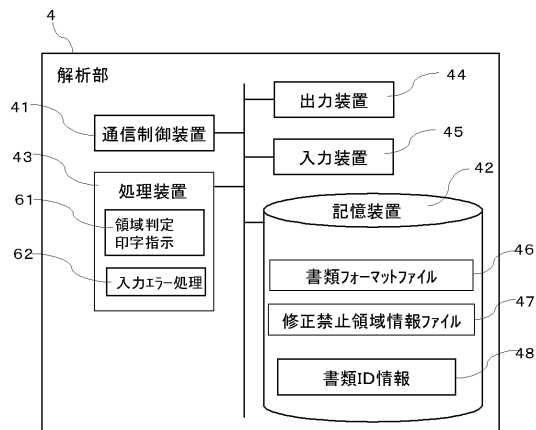 4
解析部
44
出力装置
41
通信制御装置
45
入力装置
43
処理装置
42
記憶装置
61
領域判定
印字指示
62
入力エラー処理
46
書類フォーマットファイル
47
修正禁止領域情報ファイル
48
書類ID情報